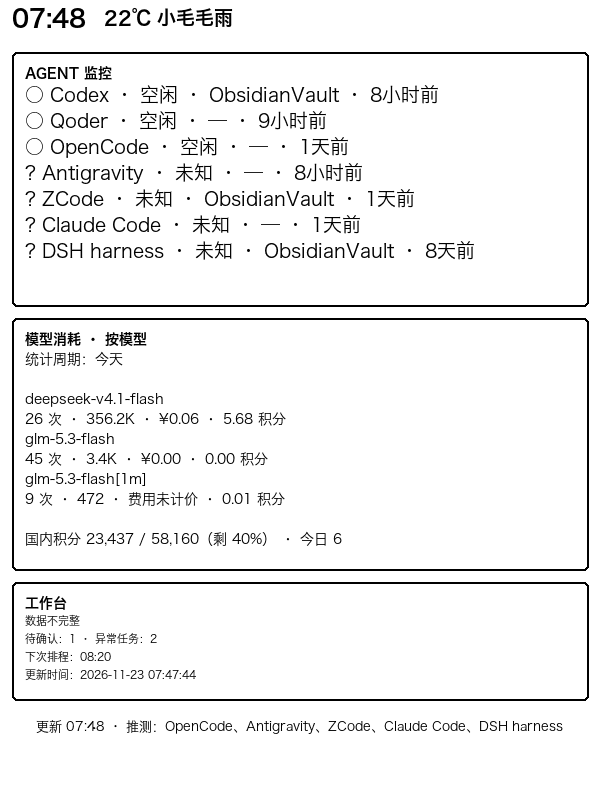 07:48 22℃ 小毛毛雨
AGENT 监控
○ Codex · 空闲 · ObsidianVault · 8小时前
○ Qoder · 空闲 · — · 9小时前
○ OpenCode · 空闲 · — · 1天前
? Antigravity · 未知 · — · 8小时前
? ZCode · 未知 · ObsidianVault · 1天前
? Claude Code · 未知 · — · 1天前
? DSH harness · 未知 · ObsidianVault · 8天前
模型消耗 · 按模型
统计周期：今天
deepseek-v4.1-flash
26 次 · 356.2K · ¥0.06 · 5.68 积分
glm-5.3-flash
45 次 · 3.4K · ¥0.00 · 0.00 积分
glm-5.3-flash[1m]
9 次 · 472 · 费用未计价 · 0.01 积分
国内积分 23,437 / 58,160（剩 40%） · 今日 6
工作台
数据不完整
待确认：1 · 异常任务：2
下次排程：08:20
更新时间：2026-11-23 07:47:44
更新 07:48 · 推测：OpenCode、Antigravity、ZCode、Claude Code、DSH harness